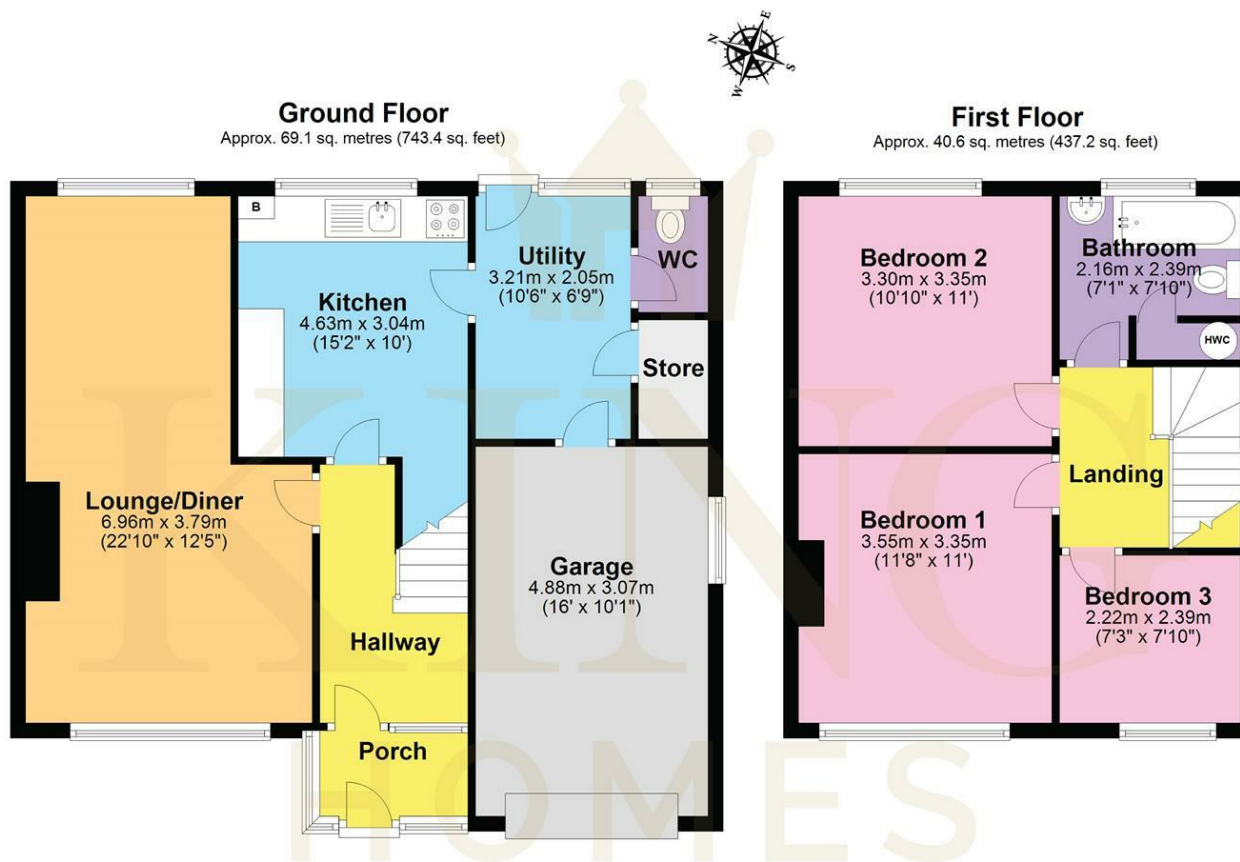 N
E
S
W
Ground Floor
Approx. 69.1 sq. metres (743.4 sq. feet)
First Floor
Approx. 40.6 sq. metres (437.2 sq. feet)
B
Kitchen
4.63m x 3.04m
(15'2" x 10')
Utility
3.21m x 2.05m
(10'6" x 6'9")
WC
Store
Lounge/Diner
6.96m x 3.79m
(22'10" x 12'5")
Hallway
Porch
Garage
4.88m x 3.07m
(16' x 10'1")
Bedroom 2
3.30m x 3.35m
(10'10" x 11')
Bathroom
2.16m x 2.39m
(7'1" x 7'10")
HWC
Landing
Bedroom 1
3.55m x 3.35m
(11'8" x 11')
Bedroom 3
2.22m x 2.39m
(7'3" x 7'10")
KING
HOMES